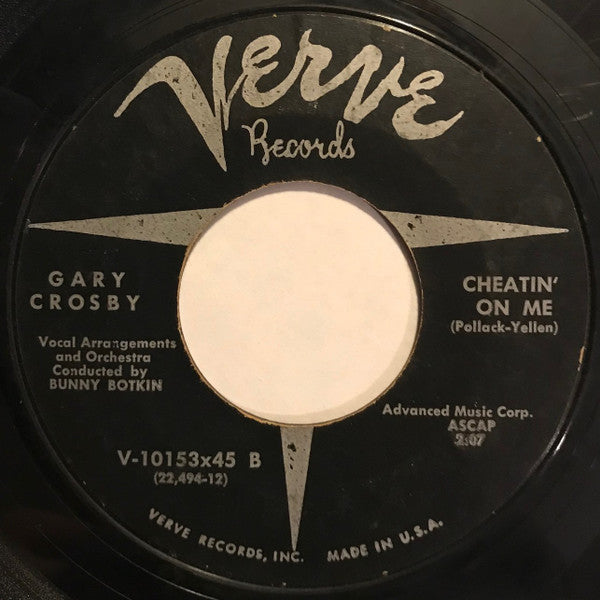 Verve
Records
GARY
CROSBY
Vocal Arrangements
and Orchestra
Conducted by
BUNNY BOTKIN
CHEATIN'
ON ME
(Pollack-Yellen)
Advanced Music Corp.
ASCAP
2:07
V-10153x45 B
(22,494-12)
VERVE RECORDS, INC. MADE IN U.S.A.